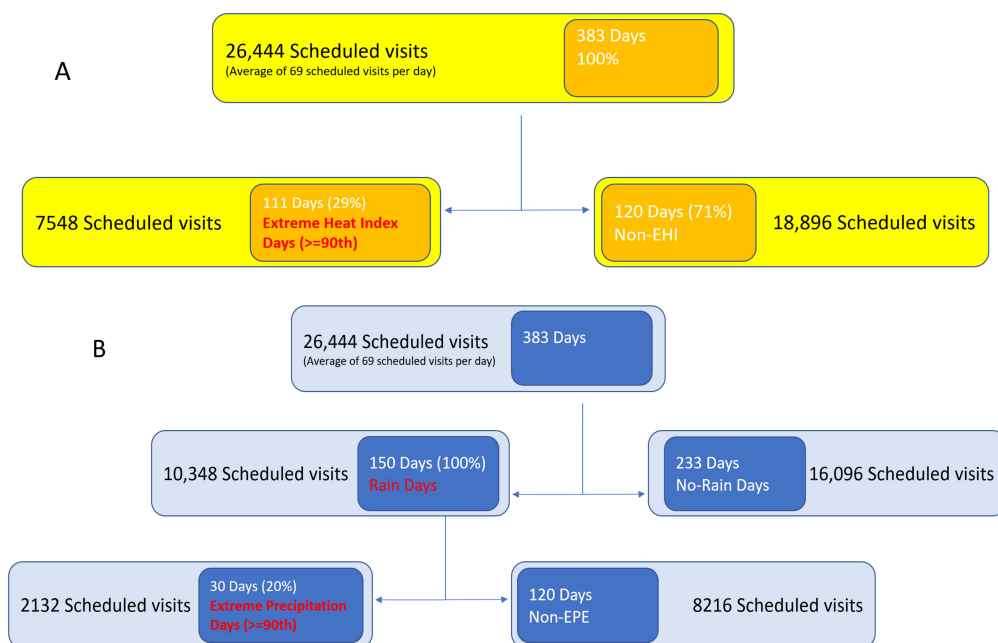 A
26,444 Scheduled visits
(Average of 69 scheduled visits per day)
383 Days
100%
7548 Scheduled visits
111 Days (29%)
Extreme Heat Index
Days (>=90th)
120 Days (71%)
Non-EHI
18,896 Scheduled visits
B
26,444 Scheduled visits
(Average of 69 scheduled visits per day)
383 Days
10,348 Scheduled visits
150 Days (100%)
Rain Days
233 Days
No-Rain Days
16,096 Scheduled visits
2132 Scheduled visits
30 Days (20%)
Extreme Precipitation
Days (>=90th)
120 Days
Non-EPE
8216 Scheduled visits